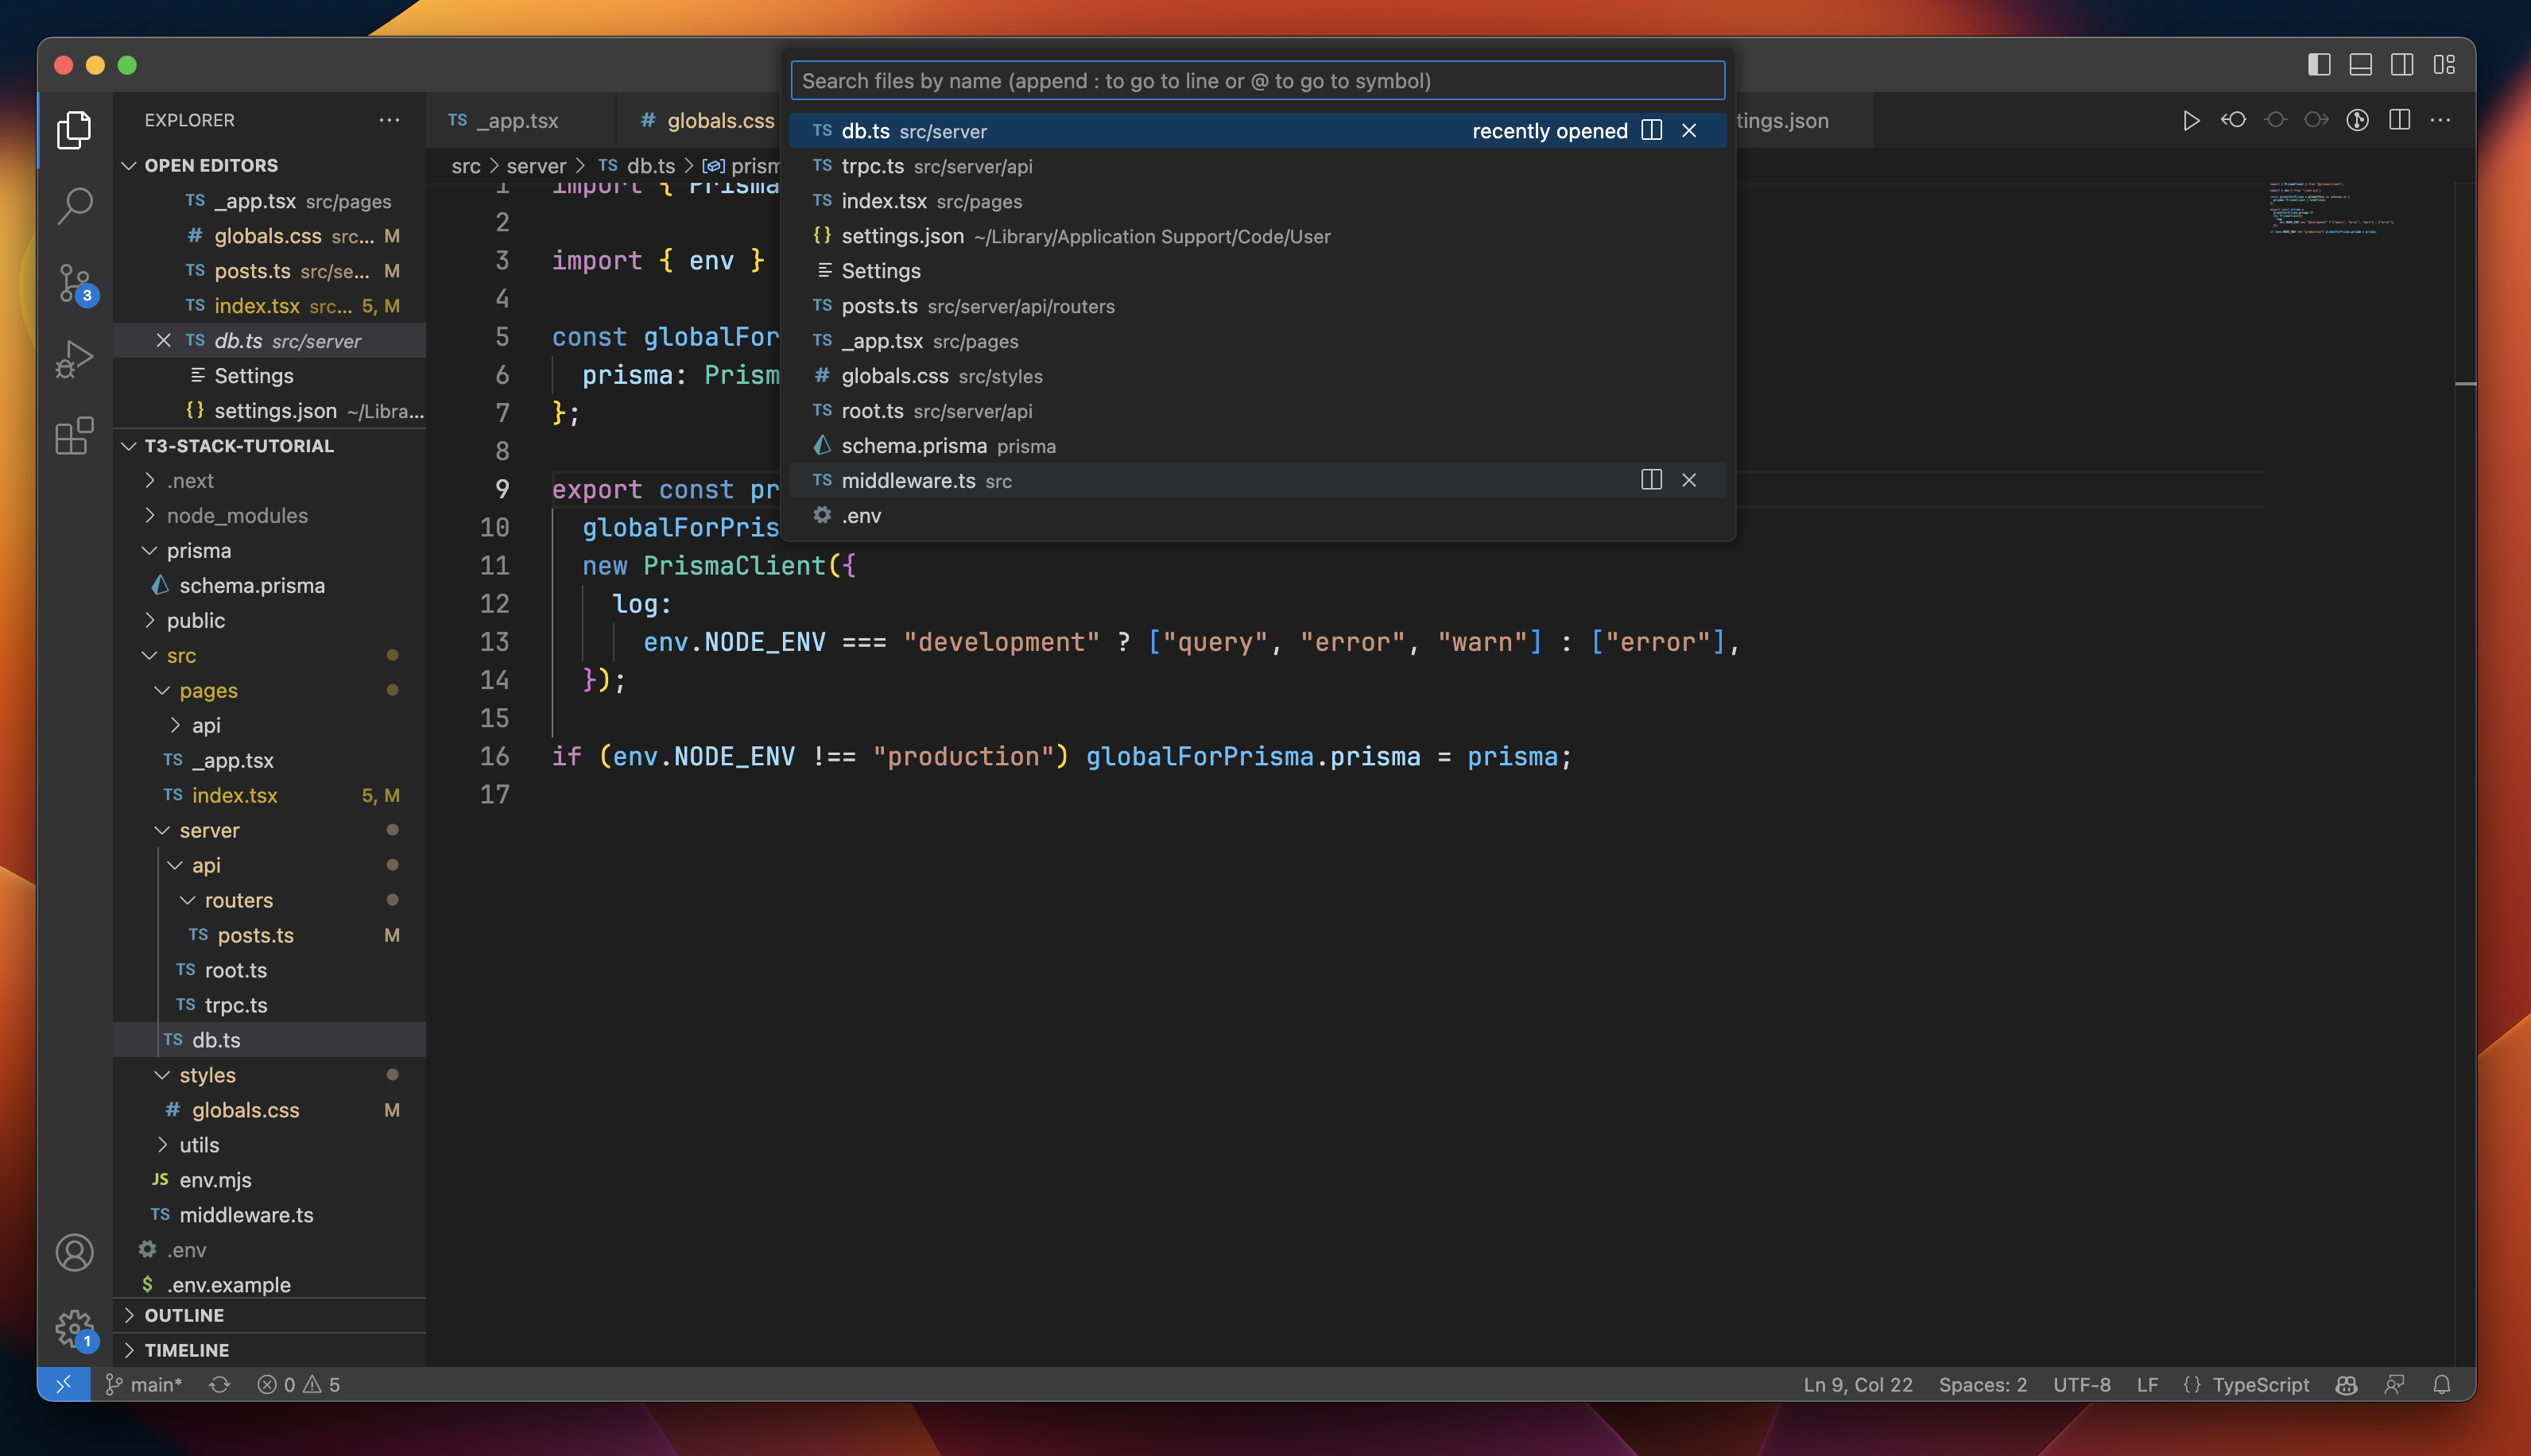 EXPLORER
OPEN EDITORS
TS _app.tsx src/pages
# globals.css src... M
TS posts.ts src/se... M
TS index.tsx src... 5, M
TS db.ts src/server
Settings
{} settings.json ~/Libra...
T3-STACK-TUTORIAL
.next
node_modules
prisma
schema.prisma
public
src
pages
api
TS _app.tsx
TS index.tsx 5, M
server
api
routers
TS posts.ts M
TS root.ts
TS trpc.ts
TS db.ts
styles
# globals.css M
utils
JS env.mjs
TS middleware.ts
.env
$ .env.example
OUTLINE
TIMELINE
3
1
TS _app.tsx
# globals.css
tings.json
src > server > TS db.ts > prism
Search files by name (append : to go to line or @ to go to symbol)
TS db.ts src/server recently opened
TS trpc.ts src/server/api
TS index.tsx src/pages
{} settings.json ~/Library/Application Support/Code/User
Settings
TS posts.ts src/server/api/routers
TS _app.tsx src/pages
# globals.css src/styles
TS root.ts src/server/api
schema.prisma prisma
TS middleware.ts src
.env
1 import { Prisma
2
3 import { env }
4
5 const globalFor
6 prisma: Prism
7 };
8
9 export const pr
10 globalForPris
11 new PrismaClient({
12 log:
13 env.NODE_ENV === "development" ? ["query", "error", "warn"] : ["error"],
14 });
15
16 if (env.NODE_ENV !== "production") globalForPrisma.prisma = prisma;
17
main* 0 5
Ln 9, Col 22 Spaces: 2 UTF-8 LF {} TypeScript